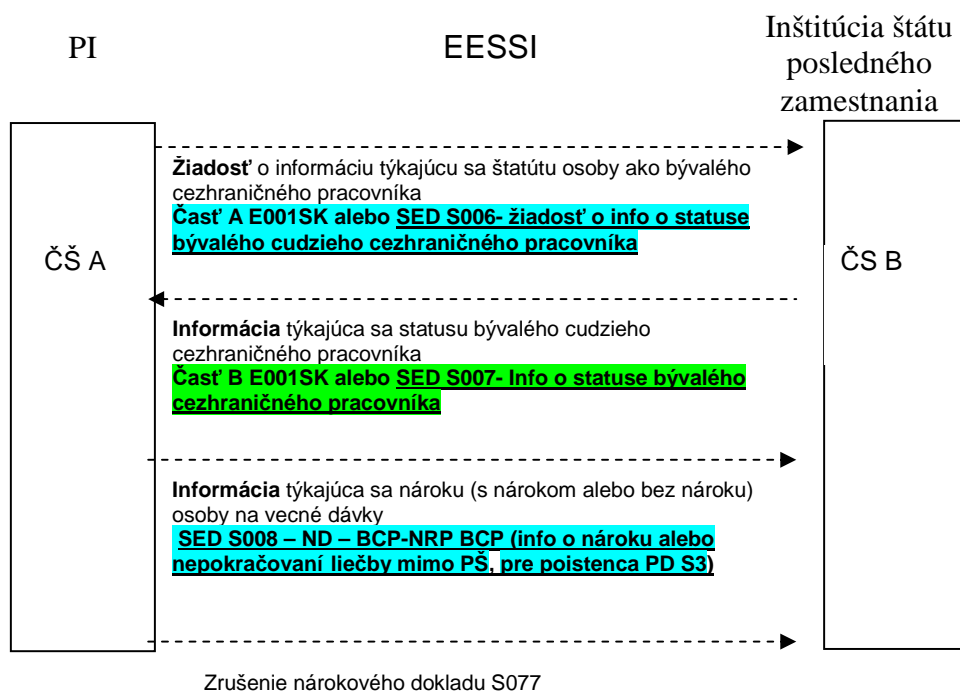 PI
EESSI
Inštitúcia štátu
posledného
zamestnania
Žiadosť o informáciu týkajúcu sa štatútu osoby ako bývalého
cezhraničného pracovníka
Časť A E001SK alebo SED S006- žiadosť o info o statuse
bývalého cudzieho cezhraničného pracovníka
ČŠ A
ČS B
Informácia týkajúca sa statusu bývalého cudzieho
cezhraničného pracovníka
Časť B E001SK alebo SED S007- Info o statuse bývalého
cezhraničného pracovníka
Informácia týkajúca sa nároku (s nárokom alebo bez nároku)
osoby na vecné dávky
SED S008 – ND – BCP-NRP BCP (info o nároku alebo
nepokračovaní liečby mimo PŠ, pre poistenca PD S3)
Zrušenie nárokového dokladu S077